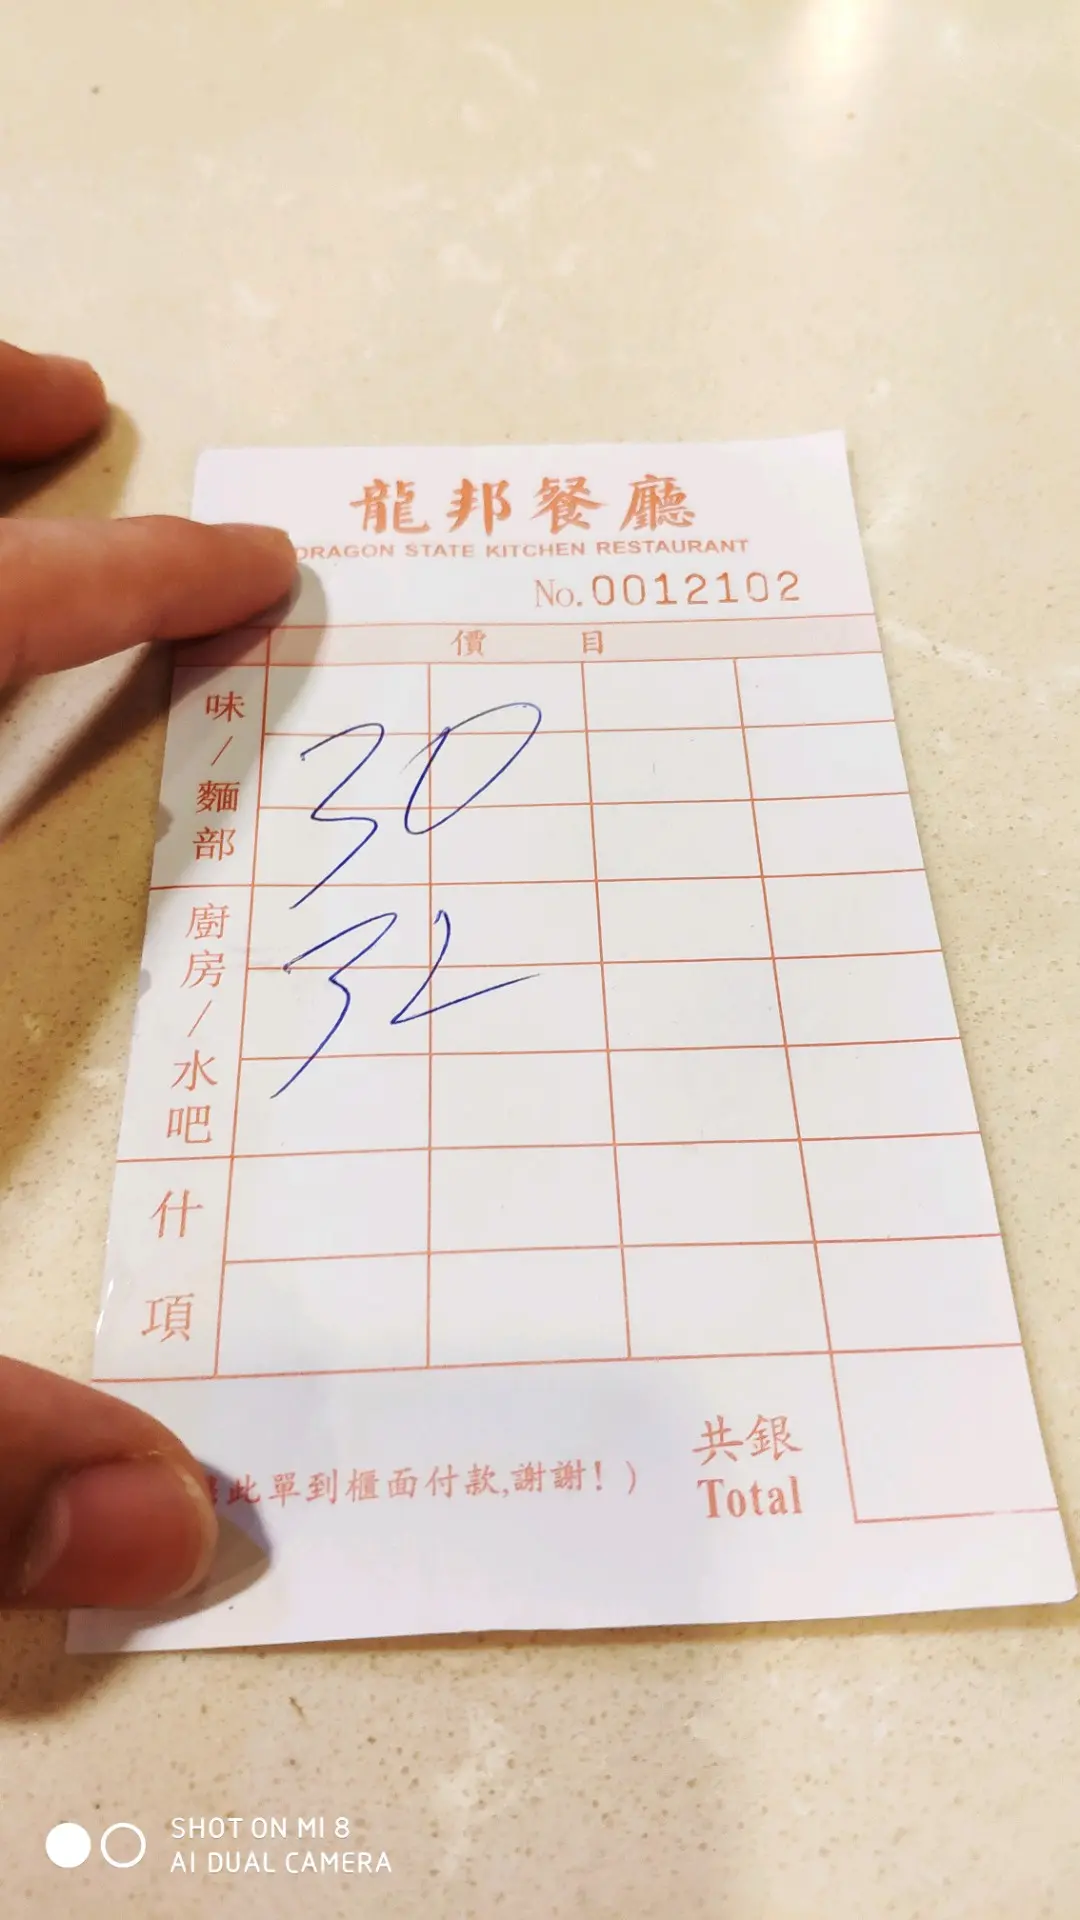 龍邦餐廳
DRAGON STATE KITCHEN RESTAURANT
No.0012102
價目
味/麵部
30
廚房/水吧
32
什項
此單到櫃面付款,謝謝!)
共銀
Total
SHOT ON MI 8
AI DUAL CAMERA